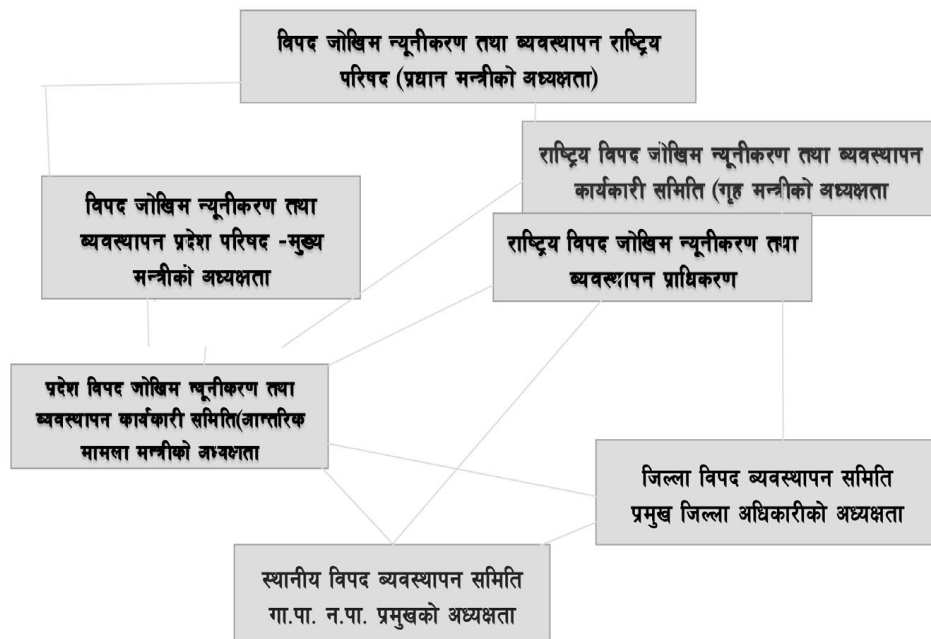 विपद जोखिम न्यूनीकरण तथा ब्यवस्थापन राष्ट्रिय
परिषद (प्रधान मन्त्रीको अध्यक्षता)
राष्ट्रिय विपद जोखिम न्यूनीकरण तथा ब्यवस्थापन
कार्यकारी समिति (गृह मन्त्रीको अध्यक्षता
विपद जोखिम न्यूनीकरण तथा
ब्यवस्थापन प्रदेश परिषद -मुख्य
मन्त्रीको अध्यक्षता
राष्ट्रिय विपद जोखिम न्यूनीकरण तथा
ब्यवस्थापन प्राधिकरण
प्रदेश विपद जोखिम न्यूनीकरण तथा
ब्यवस्थापन कार्यकारी समिति(आन्तरिक
मामला मन्त्रीको अध्यक्षता
जिल्ला विपद ब्यवस्थापन समिति
प्रमुख जिल्ला अधिकारीको अध्यक्षता
स्थानीय विपद ब्यवस्थापन समिति
गा.पा. न.पा. प्रमुखको अध्यक्षता